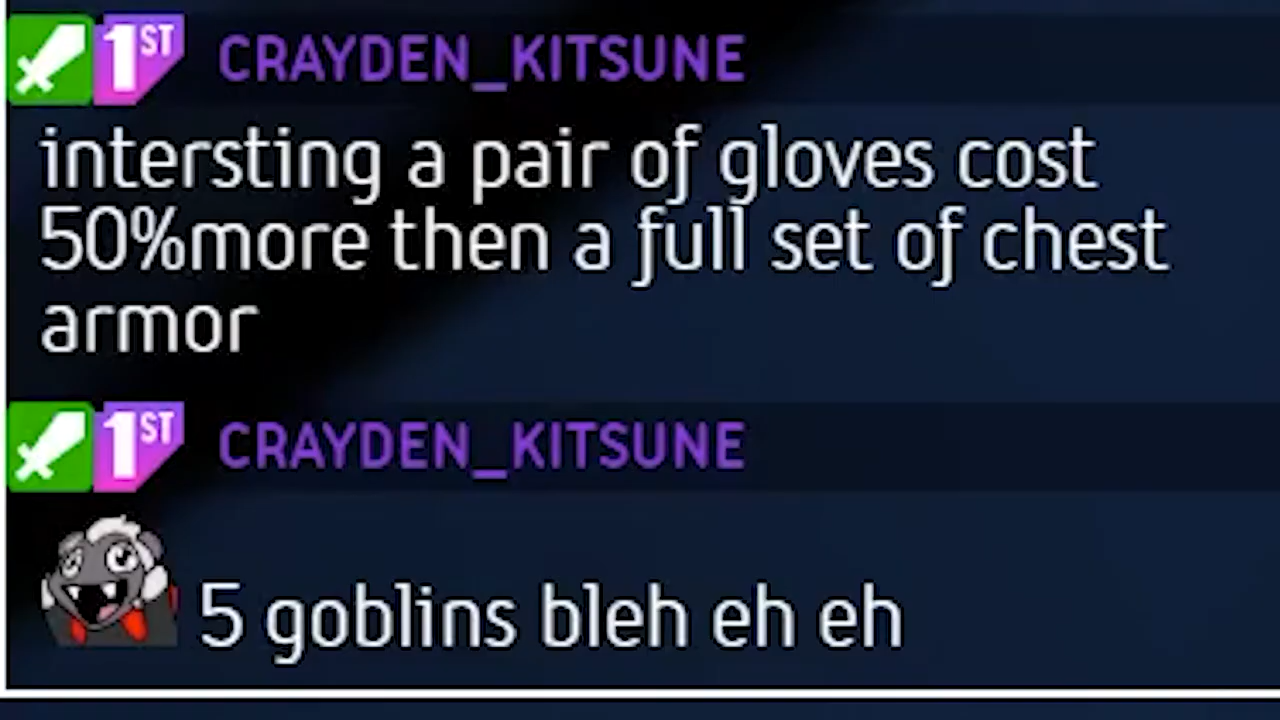 1ST CRAYDEN_KITSUNE
intersting a pair of gloves cost
50%more then a full set of chest
armor
1ST CRAYDEN_KITSUNE
5 goblins bleh eh eh